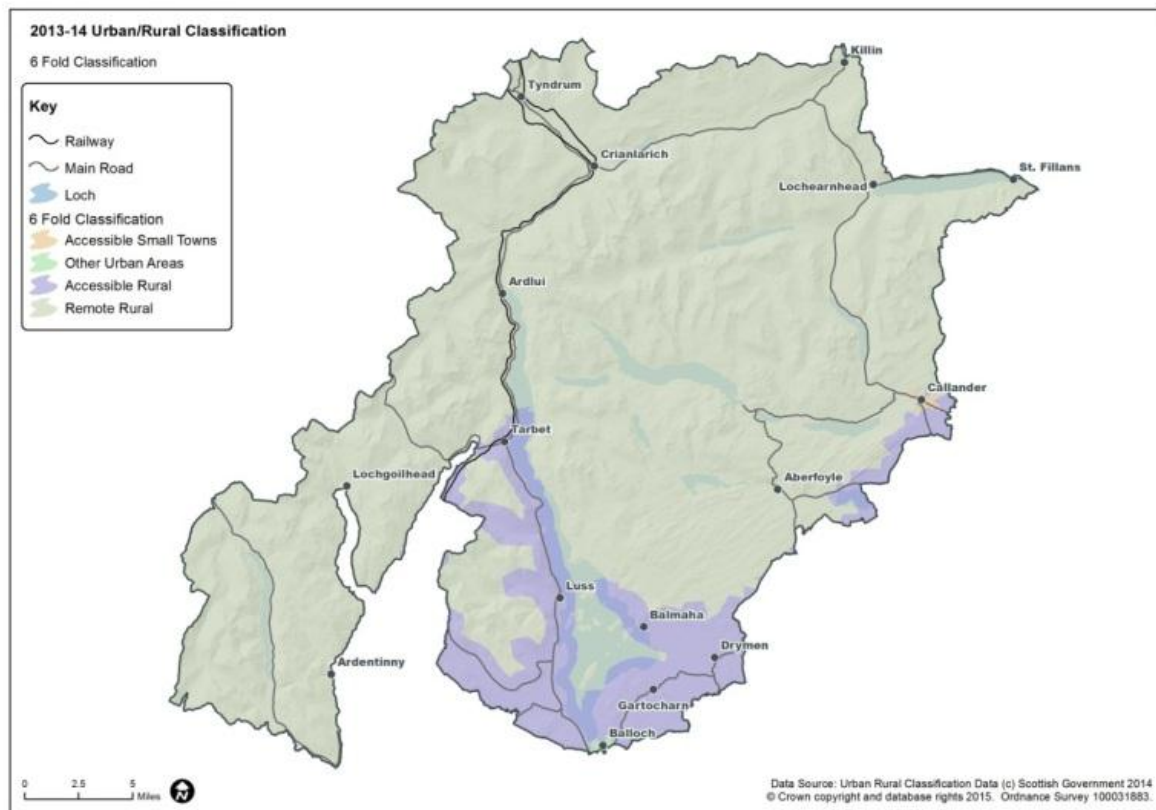 2013-14 Urban/Rural Classification
6 Fold Classification
Key
Railway
Main Road
Loch
6 Fold Classification
Accessible Small Towns
Other Urban Areas
Accessible Rural
Remote Rural
Killin
Tyndrum
Crianlarich
St. Fillans
Lochearnhead
Ardlui
Callander
Tarbet
Lochgoilhead
Aberfoyle
Luss
Balmaha
Drymen
Ardentinny
Gartocharn
Balloch
0 2.5 5
Miles
N
Data Source: Urban Rural Classification Data (c) Scottish Government 2014
© Crown copyright and database rights 2015. Ordnance Survey 100031883.